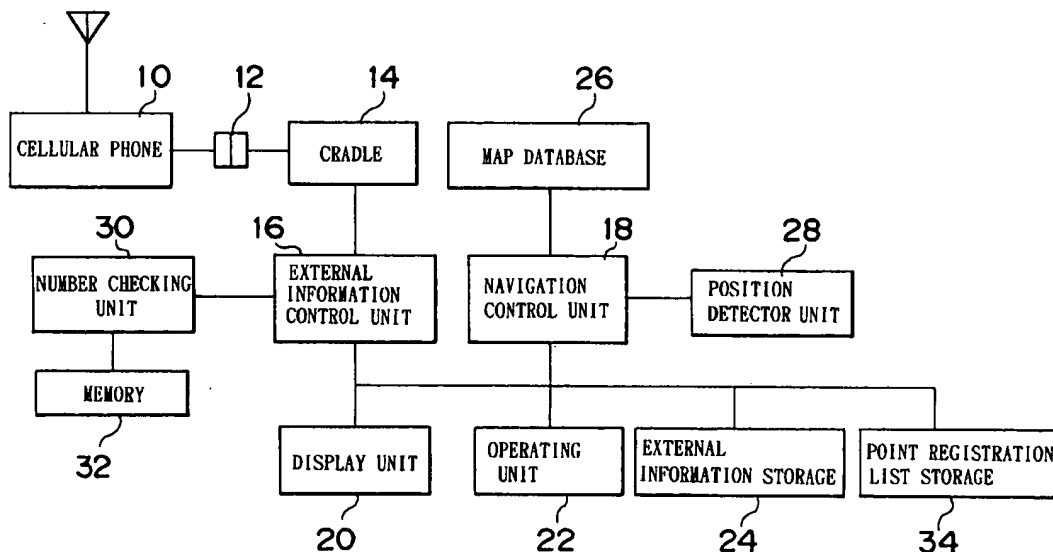 10
12
14
26
CELLULAR PHONE
CRADLE
MAP DATABASE
30
16
18
28
NUMBER CHECKING
UNIT
EXTERNAL
INFORMATION
CONTROL UNIT
NAVIGATION
CONTROL UNIT
POSITION
DETECTOR UNIT
MEMORY
32
DISPLAY UNIT
OPERATING
UNIT
EXTERNAL
INFORMATION STORAGE
POINT REGISTRATION
LIST STORAGE
20
22
24
34